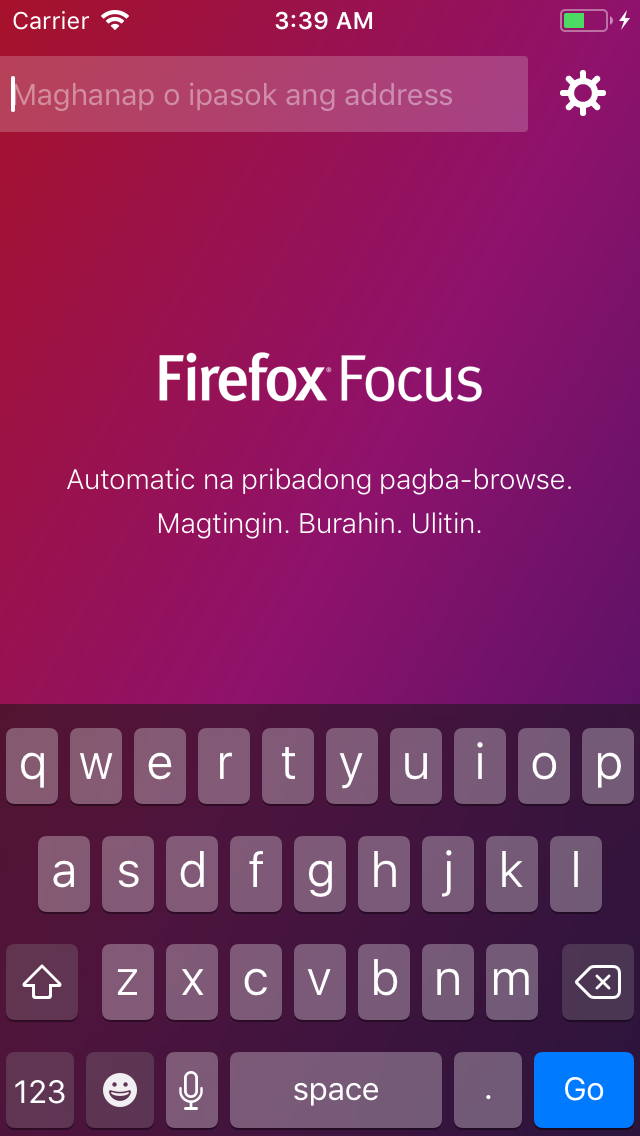 Carrier 3:39 AM
Maghanap o ipasok ang address
Firefox® Focus
Automatic na pribadong pagba-browse.
Magtingin. Burahin. Ulitin.
q w e r t y u i o p
a s d f g h j k l
z x c v b n m
123 space . Go